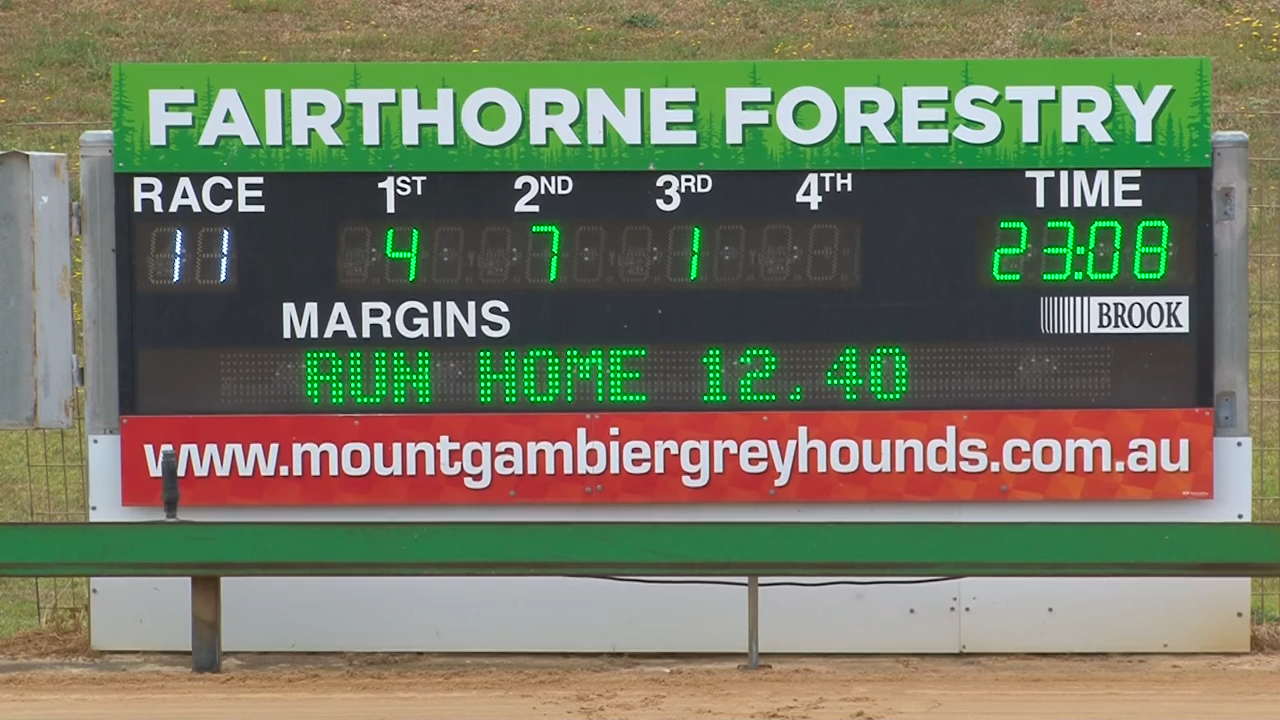 FAIRTHORNE FORESTRY
RACE 1ST 2ND 3RD 4TH TIME
11 4 7 1 23:08
MARGINS BROOK
RUN HOME 12.40
www.mountgambiergreyhounds.com.au